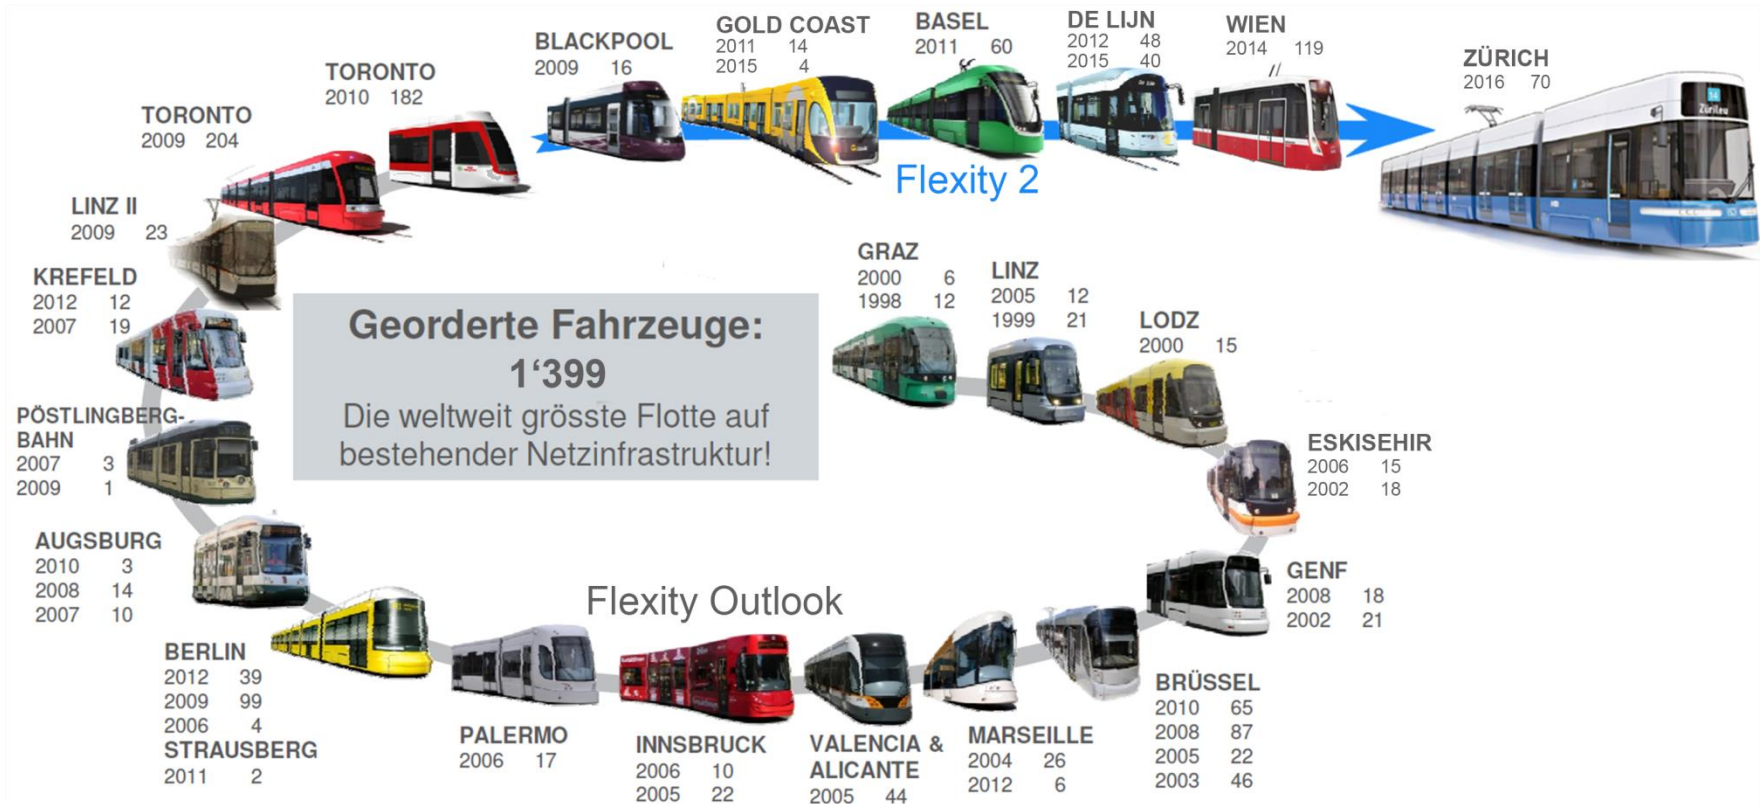 BLACKPOOL
2009 16
GOLD COAST
2011 14
2015 4
BASEL
2011 60
DE LIJN
2012 48
2015 40
WIEN
2014 119
ZÜRICH
2016 70
14
Züriley
Flexity 2
TORONTO
2010 182
TORONTO
2009 204
LINZ II
2009 23
KREFELD
2012 12
2007 19
Georderte Fahrzeuge:
1‘399
Die weltweit grösste Flotte auf
bestehender Netzinfrastruktur!
GRAZ
2000 6
1998 12
LINZ
2005 12
1999 21
LODZ
2000 15
ESKISEHIR
2006 15
2002 18
PÖSTLINGBERG-
BAHN
2007 3
2009 1
AUGSBURG
2010 3
2008 14
2007 10
Flexity Outlook
GENF
2008 18
2002 21
BERLIN
2012 39
2009 99
2006 4
STRAUSBERG
2011 2
PALERMO
2006 17
INNSBRUCK
2006 10
2005 22
VALENCIA &
ALICANTE
2005 44
MARSEILLE
2004 26
2012 6
BRÜSSEL
2010 65
2008 87
2005 22
2003 46